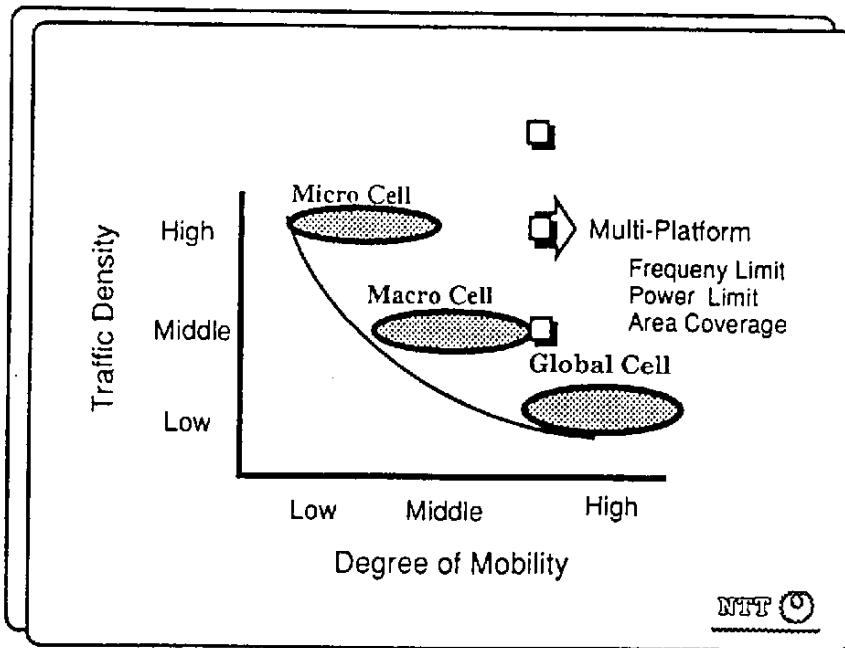 Micro Cell
High
Multi-Platform
Frequeny Limit
Power Limit
Area Coverage
Macro Cell
Middle
Global Cell
Low
Traffic Density
Low Middle High
Degree of Mobility
NTT